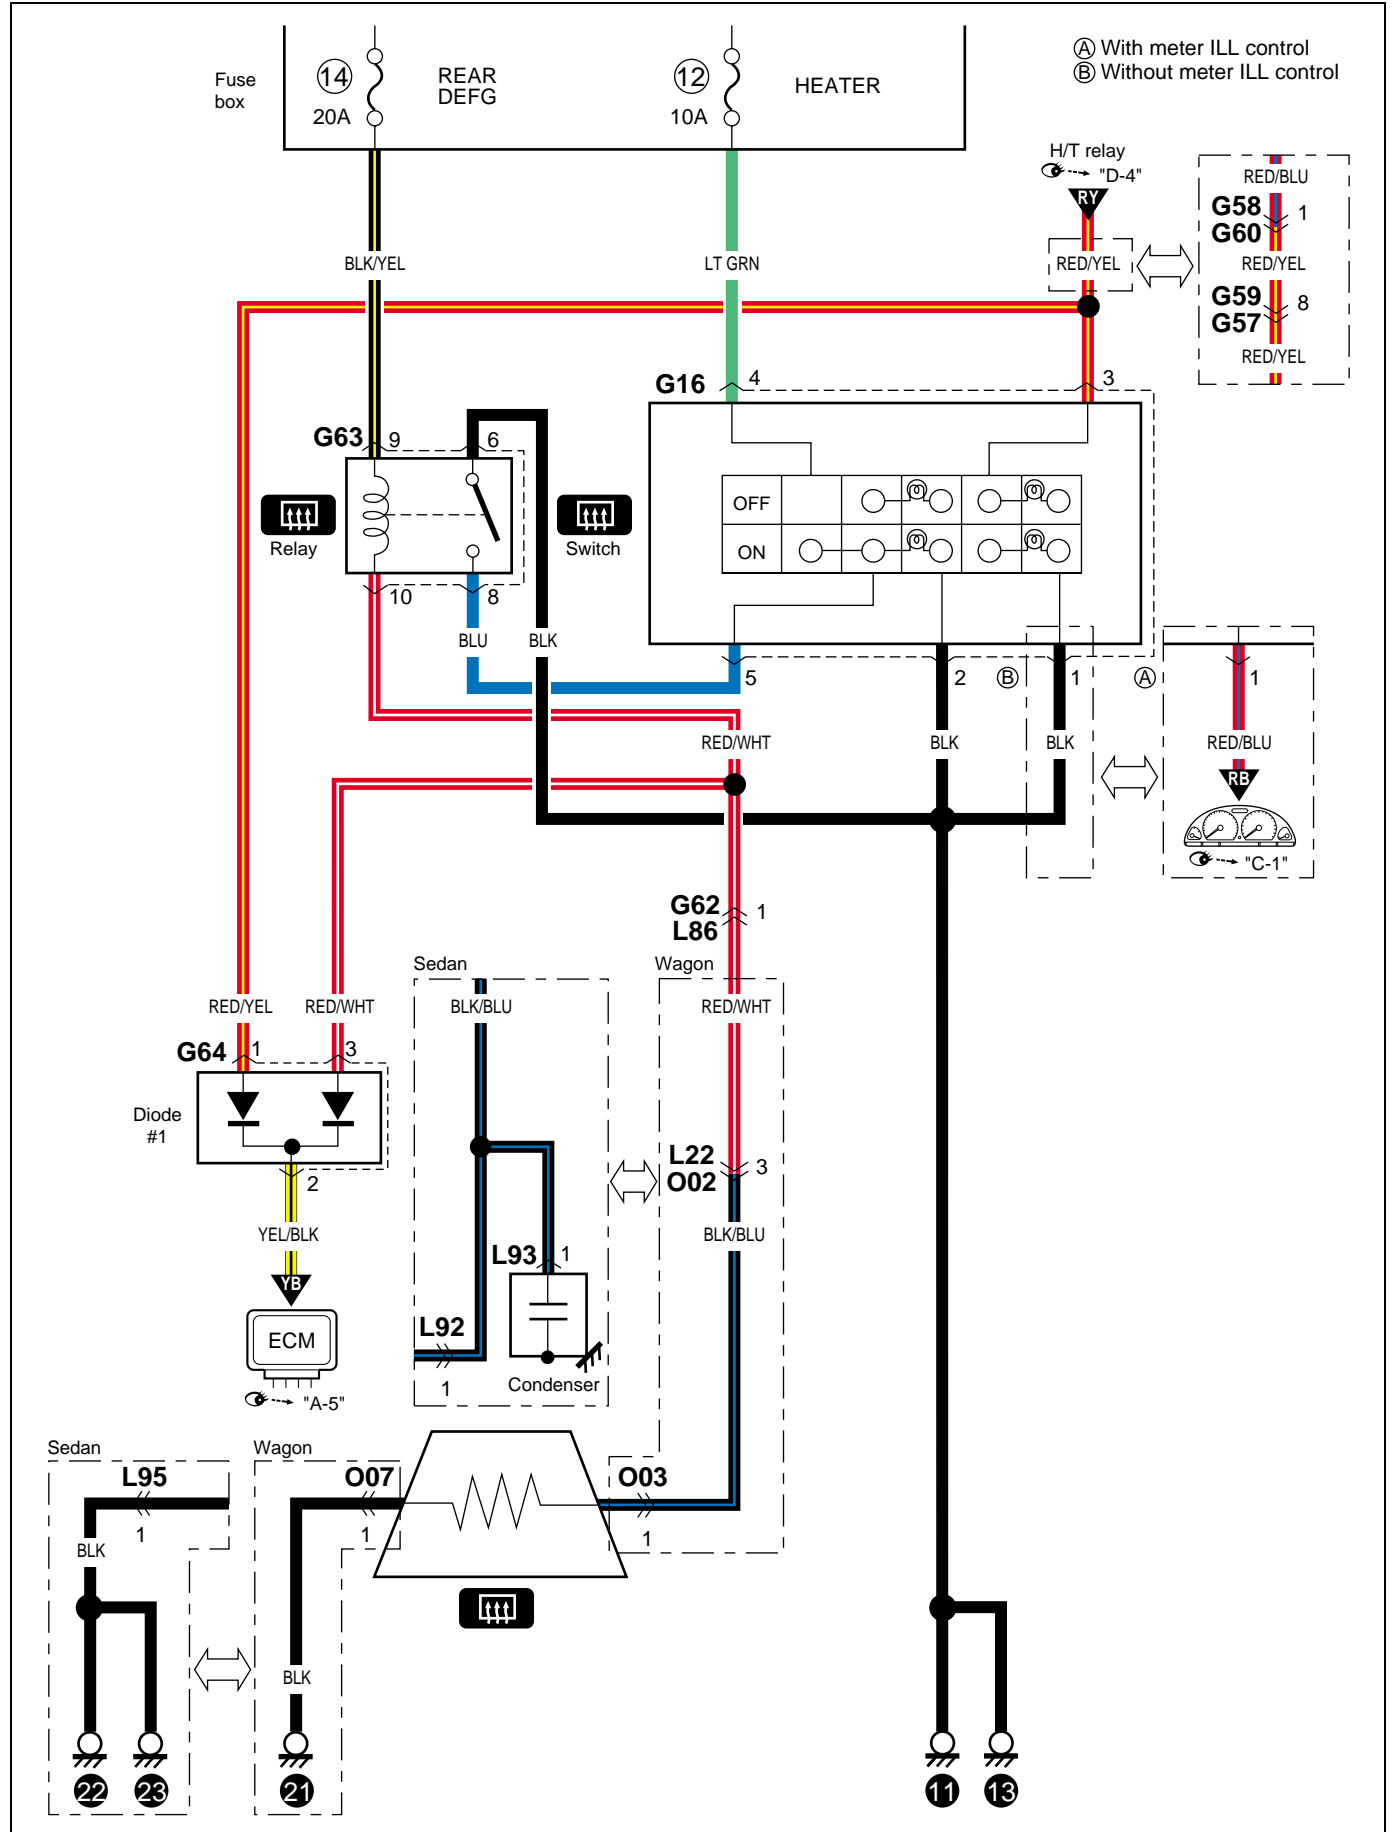 Ⓐ With meter ILL control
Ⓑ Without meter ILL control
Fuse
box
14
20A
REAR
DEFG
12
10A
HEATER
H/T relay
"D-4"
RY
RED/BLU
G58
G60
1
BLK/YEL
LT GRN
RED/YEL
RED/YEL
G59
G57
8
RED/YEL
G16
4
3
G63
9
6
OFF
ON
Relay
Switch
10
8
BLU
BLK
5
2
B
1
A
1
RED/WHT
BLK
BLK
RED/BLU
RB
"C-1"
G62
L86
1
Sedan
Wagon
RED/YEL
RED/WHT
BLK/BLU
RED/WHT
G64
1
3
Diode
#1
2
L22
O02
3
YEL/BLK
BLK/BLU
L93
1
YB
ECM
"A-5"
L92
1
Condenser
Sedan
Wagon
L95
1
O07
1
O03
1
BLK
BLK
22
23
21
11
13